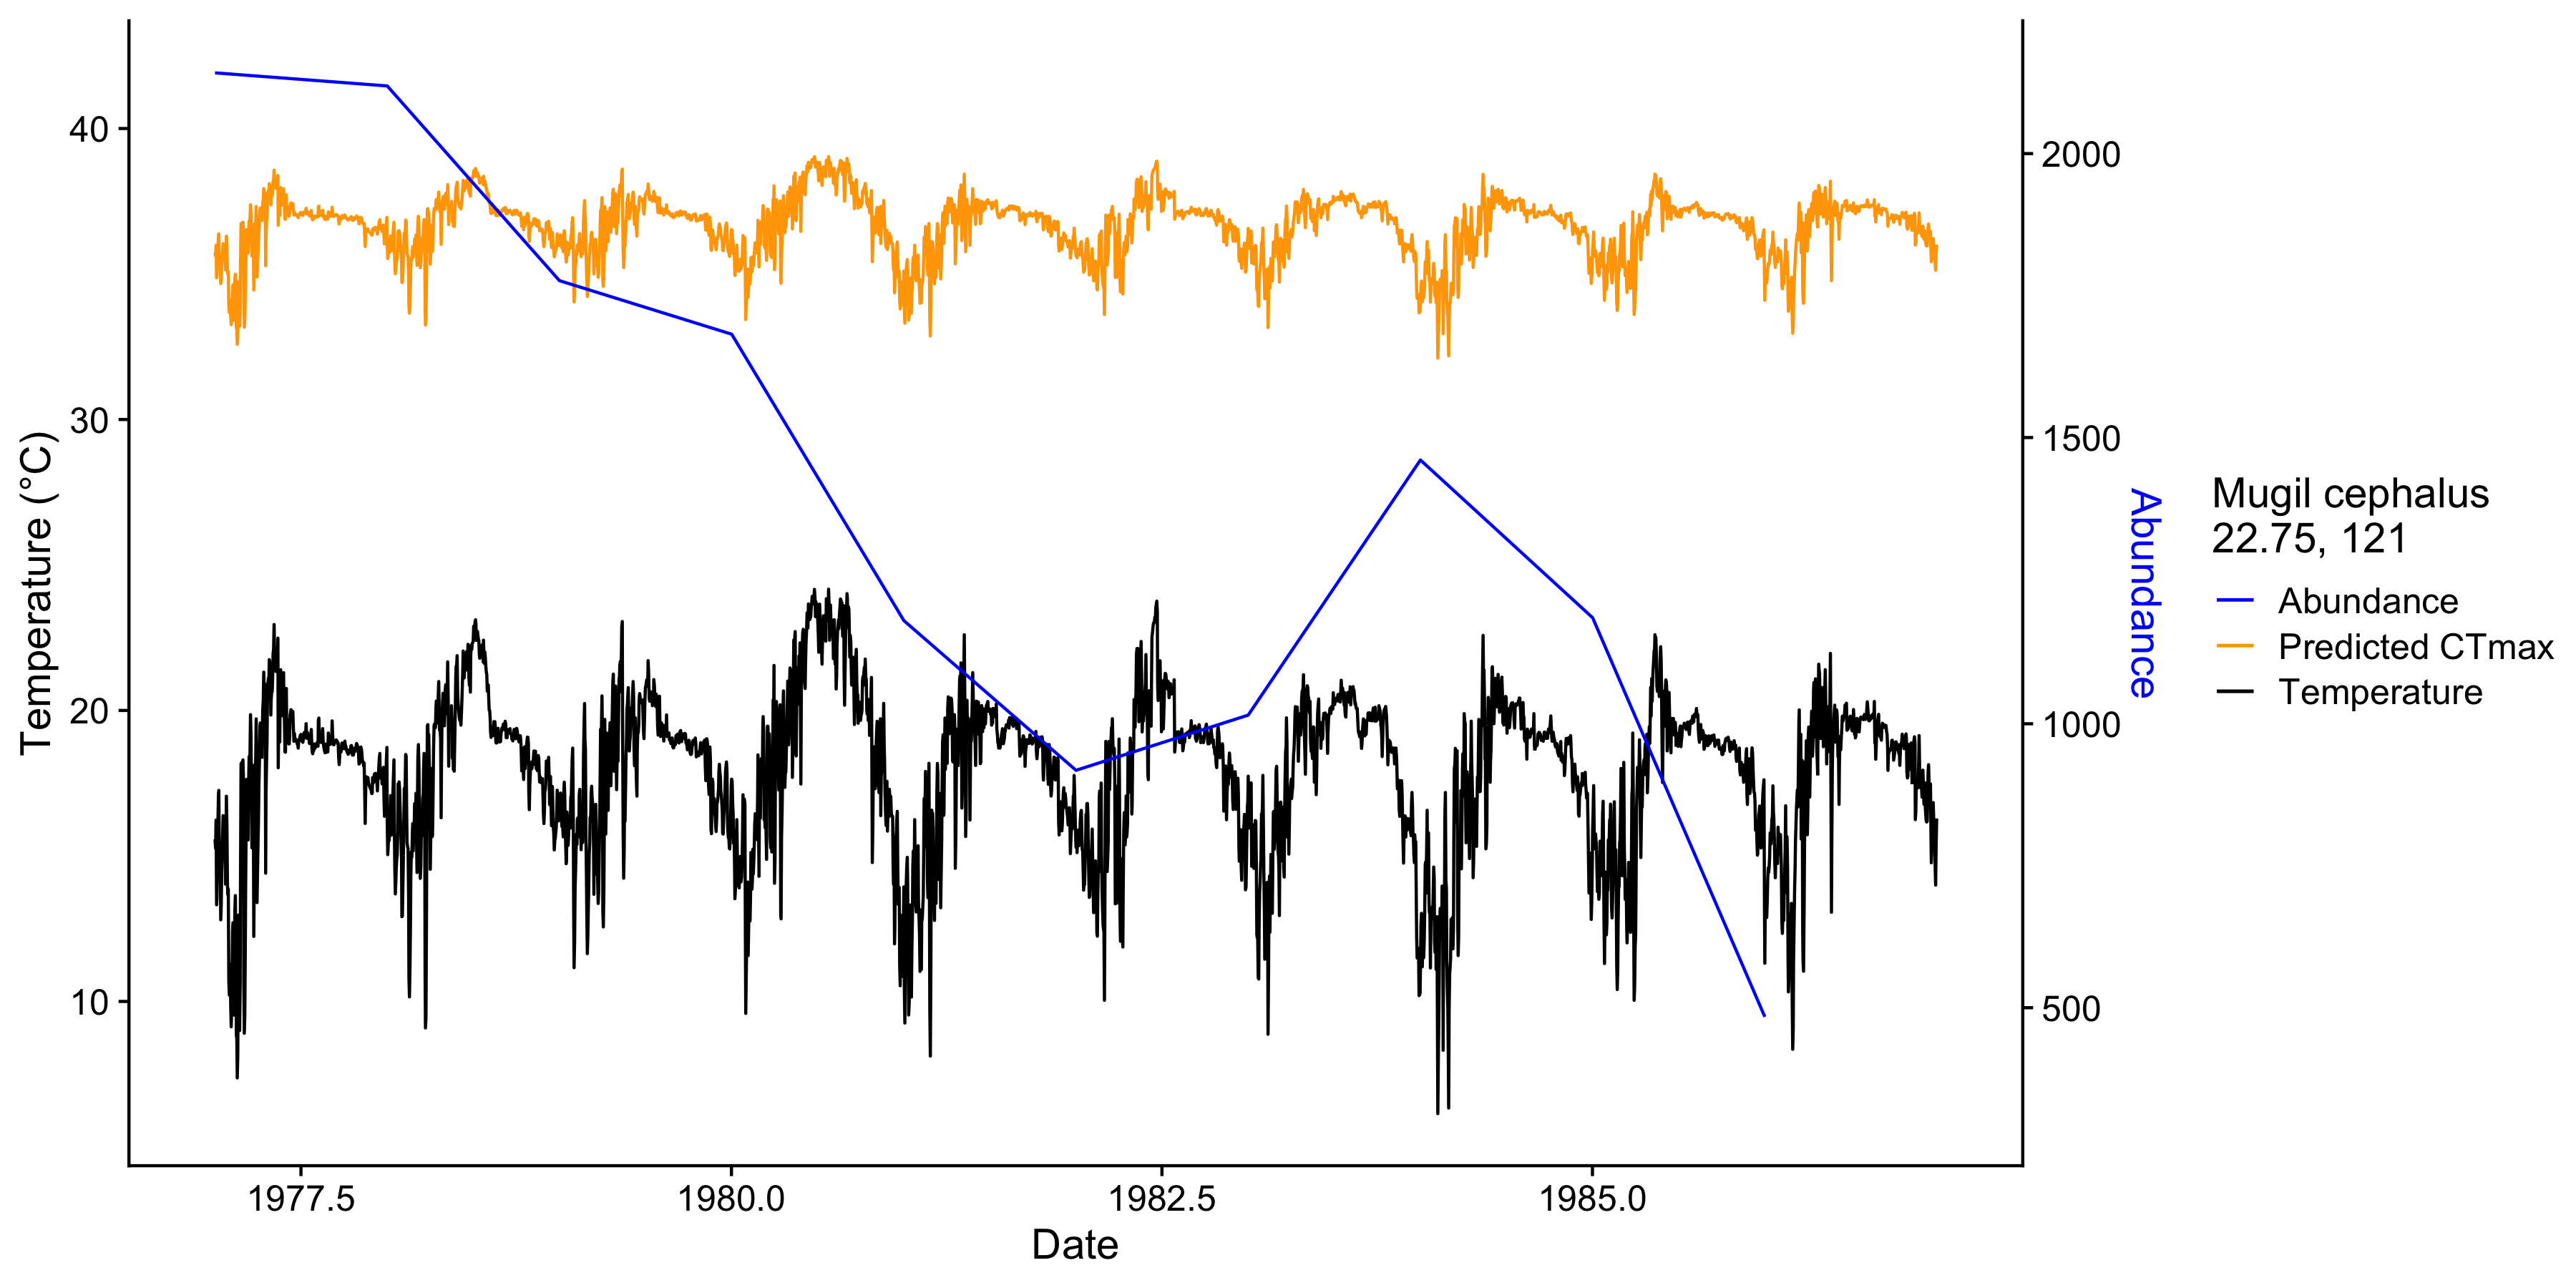 40
30
20
10
Temperature (°C)
1977.5
1980.0
1982.5
1985.0
Date
2000
1500
1000
500
Abundance
Mugil cephalus
22.75, 121
Abundance
Predicted CTmax
Temperature